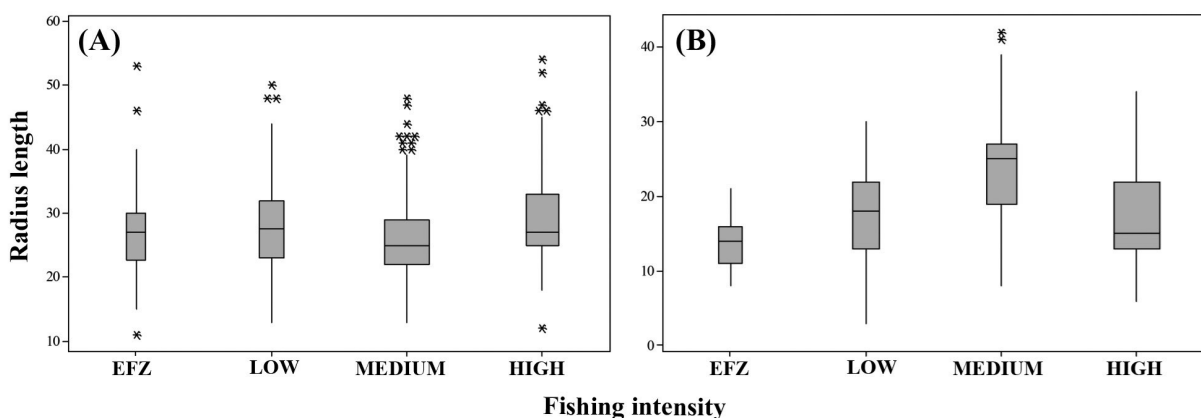 (A)
60
50
40
30
20
10
EFZ LOW MEDIUM HIGH
(B)
40
30
20
10
0
EFZ LOW MEDIUM HIGH
Radius length
Fishing intensity